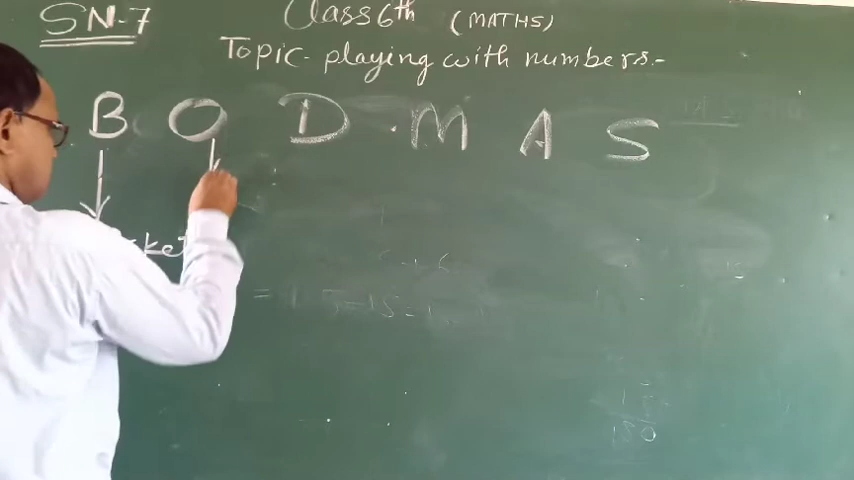 SN-7
Class 6th (MATHS)
Topic:- playing with numbers.-
B O D M A S